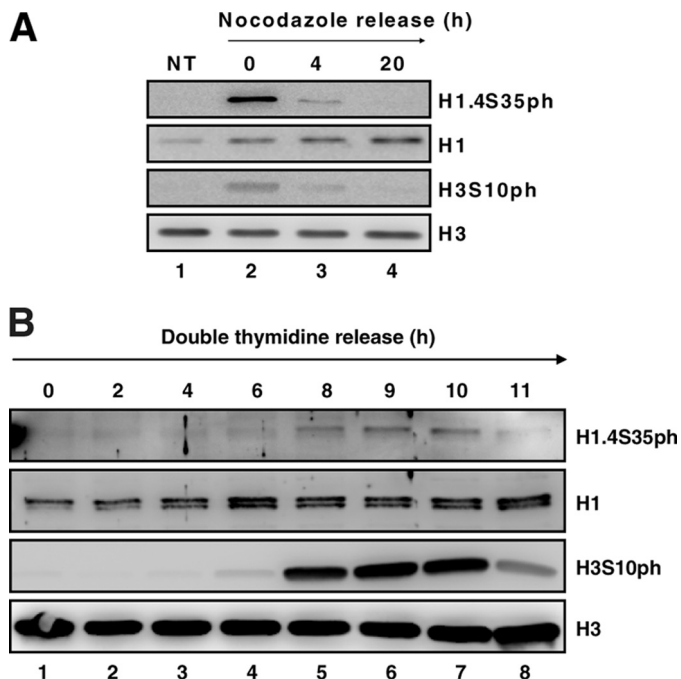 A
Nocodazole release (h)
NT 0 4 20
H1.4S35ph
H1
H3S10ph
H3
1 2 3 4
B
Double thymidine release (h)
0 2 4 6 8 9 10 11
H1.4S35ph
H1
H3S10ph
H3
1 2 3 4 5 6 7 8